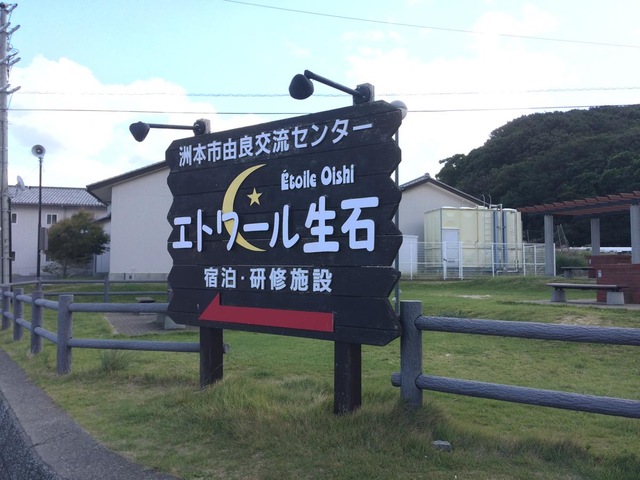 洲本市由良交流センター
Étoile Oishi
エトワール生石
宿泊・研修施設